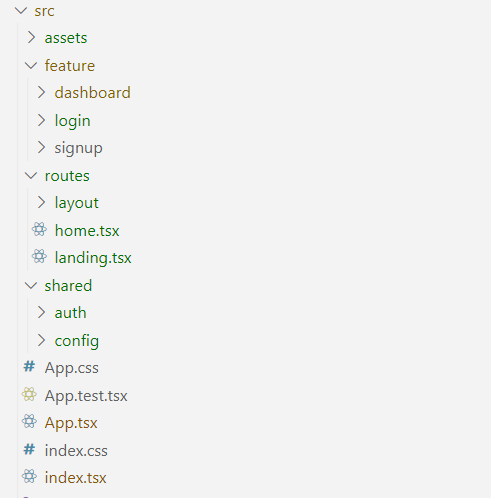 src
assets
feature
dashboard
login
signup
routes
layout
home.tsx
landing.tsx
shared
auth
config
# App.css
App.test.tsx
App.tsx
# index.css
index.tsx